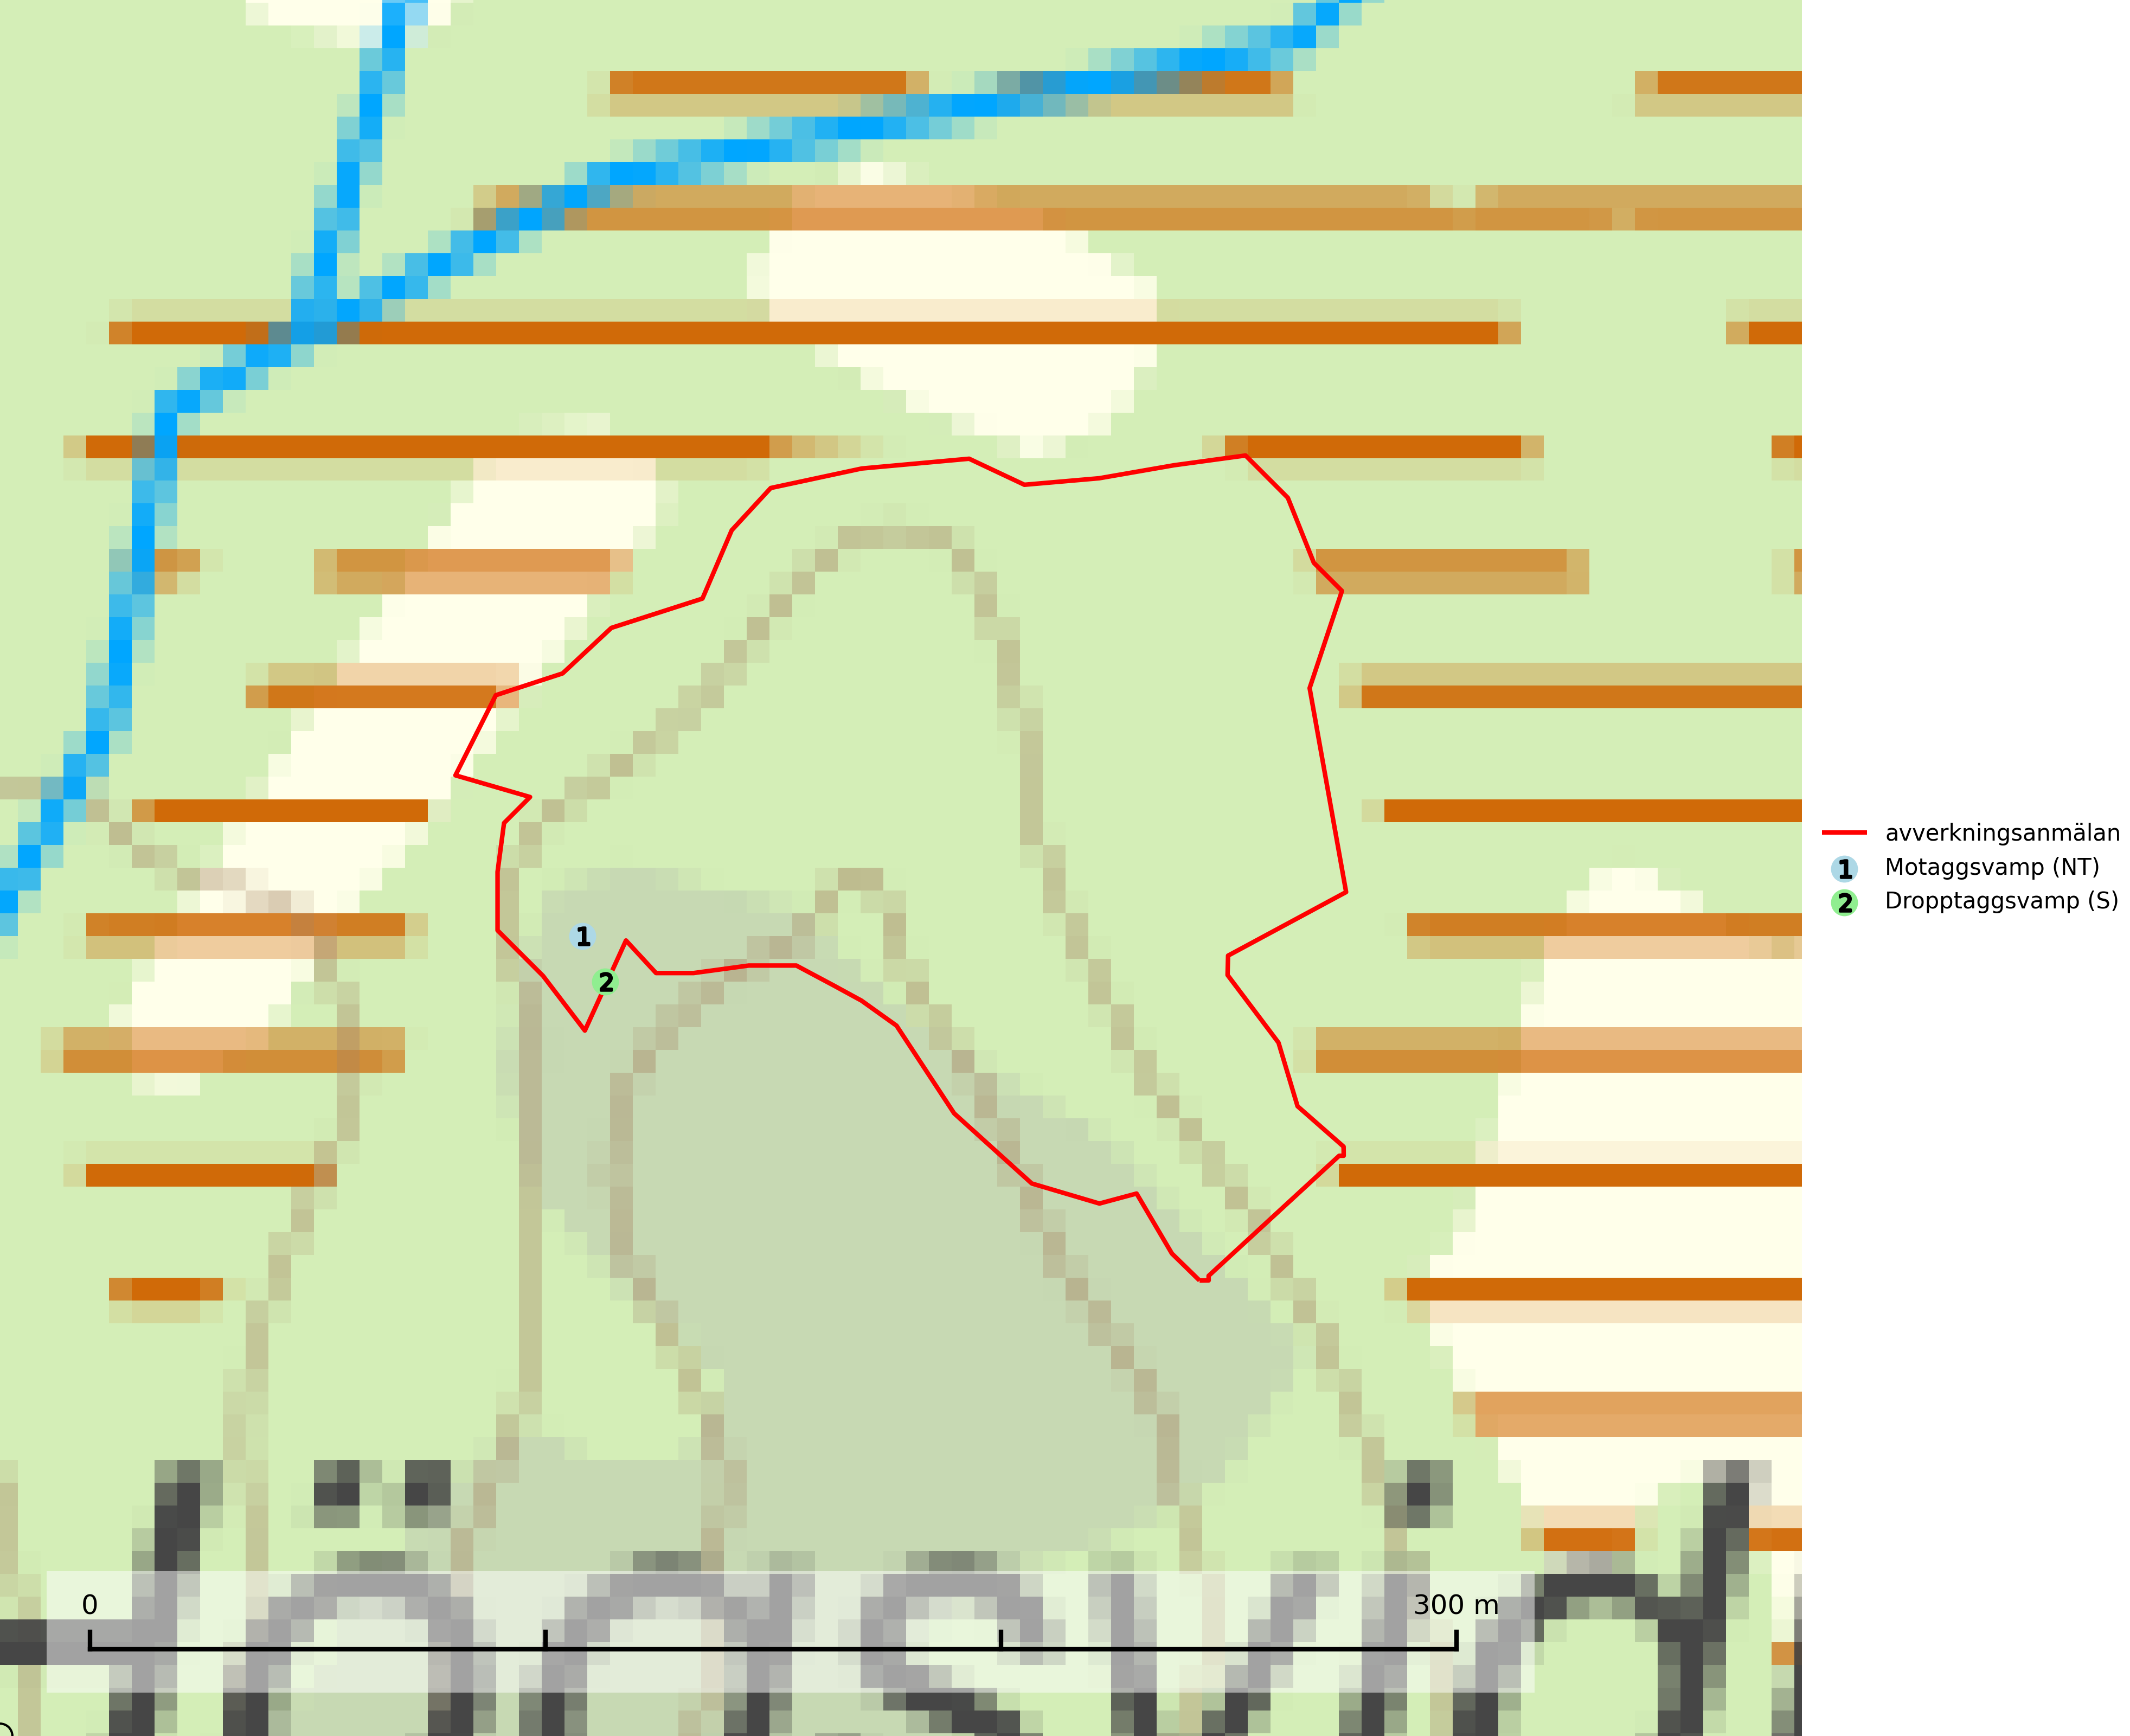 avverkningsanmälan
1 Motaggsvamp (NT)
2 Dropptaggsvamp (S)
1
2
0 300 m